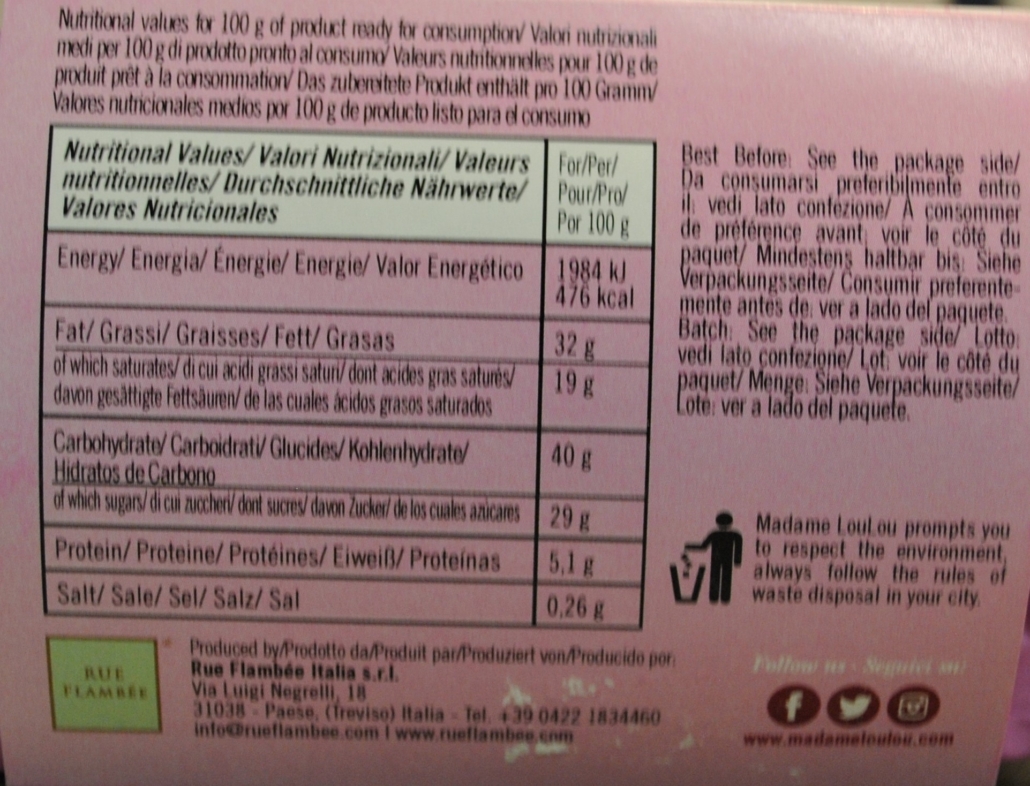 Nutritional values for 100 g of product ready for consumption/ Valori nutrizionali
medi per 100 g di prodotto pronto al consumo/ Valeurs nutritionnelles pour 100 g de
produit prêt à la consommation/ Das zubereitete Produkt enthält pro 100 Gramm/
Valores nutricionales medios por 100 g de producto listo para el consumo
Nutritional Values/ Valori Nutrizionali/ Valeurs
nutritionnelles/ Durchschnittliche Nährwerte/
Valores Nutricionales
For/Per/
Pour/Pro/
Por 100 g
Energy/ Energia/ Énergie/ Energie/ Valor Energético
1984 kJ
476 kcal
Fat/ Grassi/ Graisses/ Fett/ Grasas
32 g
of which saturates/ di cui acidi grassi saturi/ dont acides gras saturés/
davon gesättigte Fettsäuren/ de las cuales ácidos grasos saturados
19 g
Carbohydrate/ Carboidrati/ Glucides/ Kohlenhydrate/
Hidratos de Carbono
40 g
of which sugars/ di cui zuccheri/ dont sucres/ davon Zucker/ de los cuales azúcares
29 g
Protein/ Proteine/ Protéines/ Eiweiß/ Proteínas
5,1 g
Salt/ Sale/ Sel/ Salz/ Sal
0,26 g
Best Before: See the package side/
Da consumarsi preferibilmente entro
il: vedi lato confezione/ À consommer
de préférence avant: voir le côté du
paquet/ Mindestens haltbar bis: Siehe
Verpackungsseite/ Consumir preferente-
mente antes de: ver a lado del paquete.
Batch: See the package side/ Lotto:
vedi lato confezione/ Lot: voir le côté du
paquet/ Menge: Siehe Verpackungsseite/
Lote: ver a lado del paquete.
Madame LouLou prompts you
to respect the environment,
always follow the rules of
waste disposal in your city.
RUE
FLAMBÉE
Produced by/Prodotto da/Produit par/Produziert von/Producido por:
Rue Flambée Italia s.r.l.
Via Luigi Negrelli, 18
31038 - Paese, (Treviso) Italia - Tel. +39 0422 1834460
info@rueflambee.com | www.rueflambee.com
Follow us - Seguici su:
www.madameloulou.com